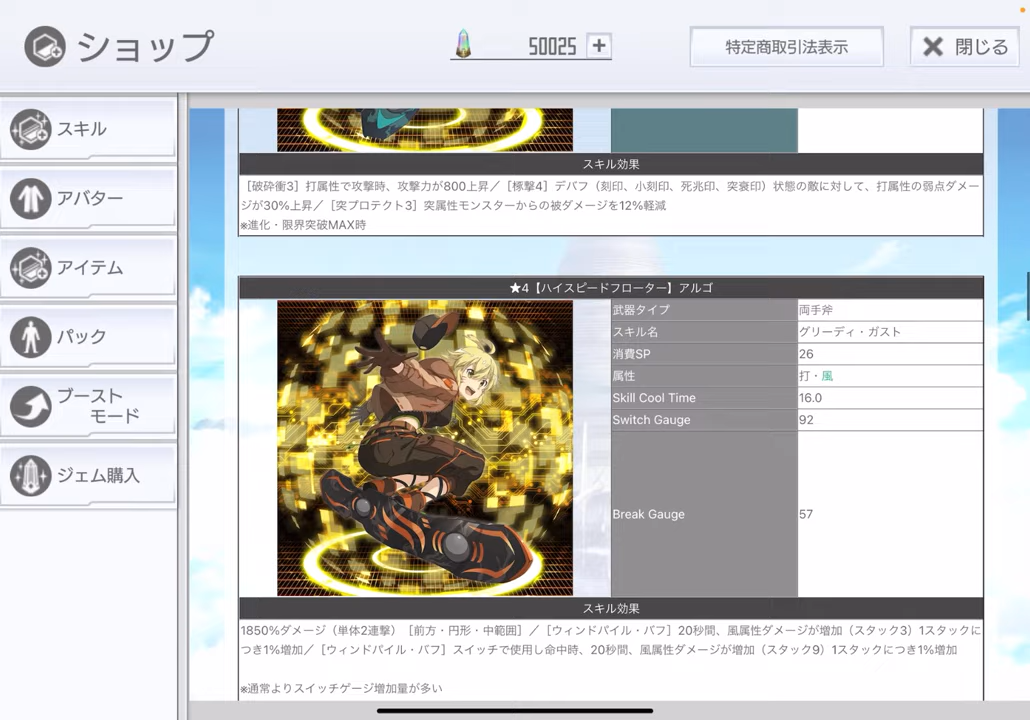 ショップ
50025
特定商取引法表示
閉じる
スキル
アバター
アイテム
パック
ブースト
モード
ジェム購入
スキル効果
［破砕衝3］打属性で攻撃時、攻撃力が800上昇／［極撃4］デバフ（刻印、小刻印、死兆印、突衰印）状態の敵に対して、打属性の弱点ダメー
ジが30%上昇／［突プロテクト3］突属性モンスターからの被ダメージを12%軽減
※進化・限界突破MAX時
★4【ハイスピードフローター】アルゴ
武器タイプ 両手斧
スキル名 グリーディ・ガスト
消費SP 26
属性 打・風
Skill Cool Time 16.0
Switch Gauge 92
Break Gauge 57
スキル効果
1850%ダメージ（単体2連撃）［前方・円形・中範囲］／［ウィンドパイル・バフ］20秒間、風属性ダメージが増加（スタック3）1スタックに
つき1%増加／［ウィンドパイル・バフ］スイッチで使用し命中時、20秒間、風属性ダメージが増加（スタック9）1スタックにつき1%増加
※通常よりスイッチゲージ増加量が多い